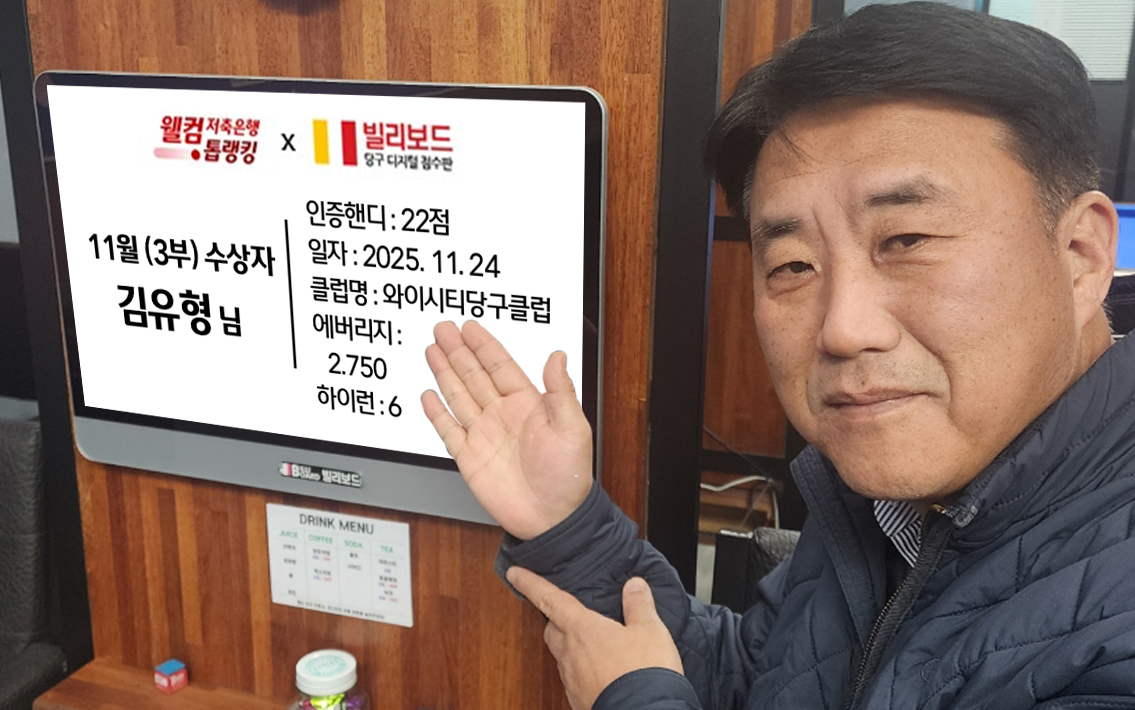 웰컴 저축은행
톱랭킹
X
빌리보드
당구 디지털 점수판
11월 (3부) 수상자
김유형 님
인증핸디 : 22점
일자 : 2025. 11. 24
클럽명 : 와이시티당구클럽
에버리지 :
2.750
하이런 : 6
빌리보드
DRINK MENU
JUICE COFFEE SODA TEA